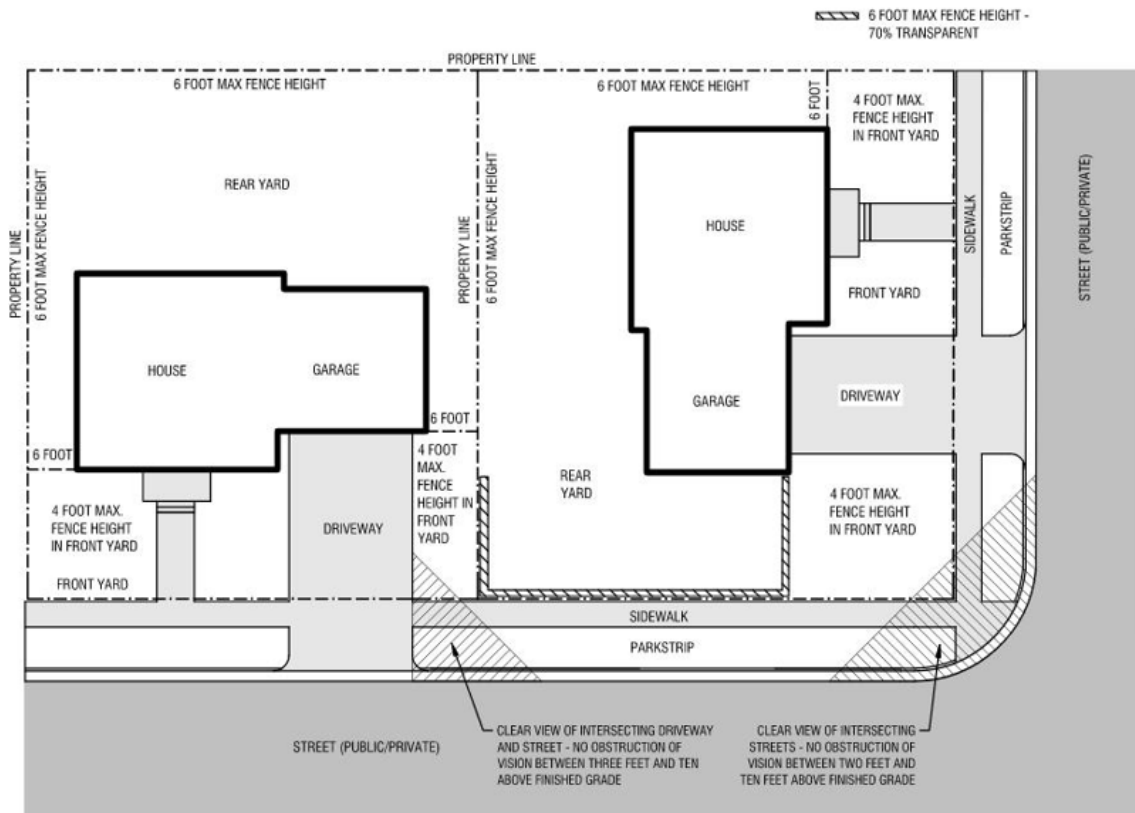 6 FOOT MAX FENCE HEIGHT -
70% TRANSPARENT
PROPERTY LINE
6 FOOT MAX FENCE HEIGHT
6 FOOT MAX FENCE HEIGHT
6 FOOT
4 FOOT MAX.
FENCE HEIGHT
IN FRONT YARD
PROPERTY LINE
6 FOOT MAX FENCE HEIGHT
REAR YARD
PROPERTY LINE
6 FOOT MAX FENCE HEIGHT
HOUSE
SIDEWALK
PARKSTRIP
STREET (PUBLIC/PRIVATE)
FRONT YARD
HOUSE
GARAGE
GARAGE
DRIVEWAY
6 FOOT
6 FOOT
4 FOOT
MAX.
FENCE
HEIGHT IN
FRONT
YARD
REAR
YARD
4 FOOT MAX.
FENCE HEIGHT
IN FRONT YARD
4 FOOT MAX.
FENCE HEIGHT
IN FRONT YARD
DRIVEWAY
FRONT YARD
SIDEWALK
PARKSTRIP
STREET (PUBLIC/PRIVATE)
CLEAR VIEW OF INTERSECTING DRIVEWAY
AND STREET - NO OBSTRUCTION OF
VISION BETWEEN THREE FEET AND TEN
ABOVE FINISHED GRADE
CLEAR VIEW OF INTERSECTING
STREETS - NO OBSTRUCTION OF
VISION BETWEEN TWO FEET AND
TEN FEET ABOVE FINISHED GRADE